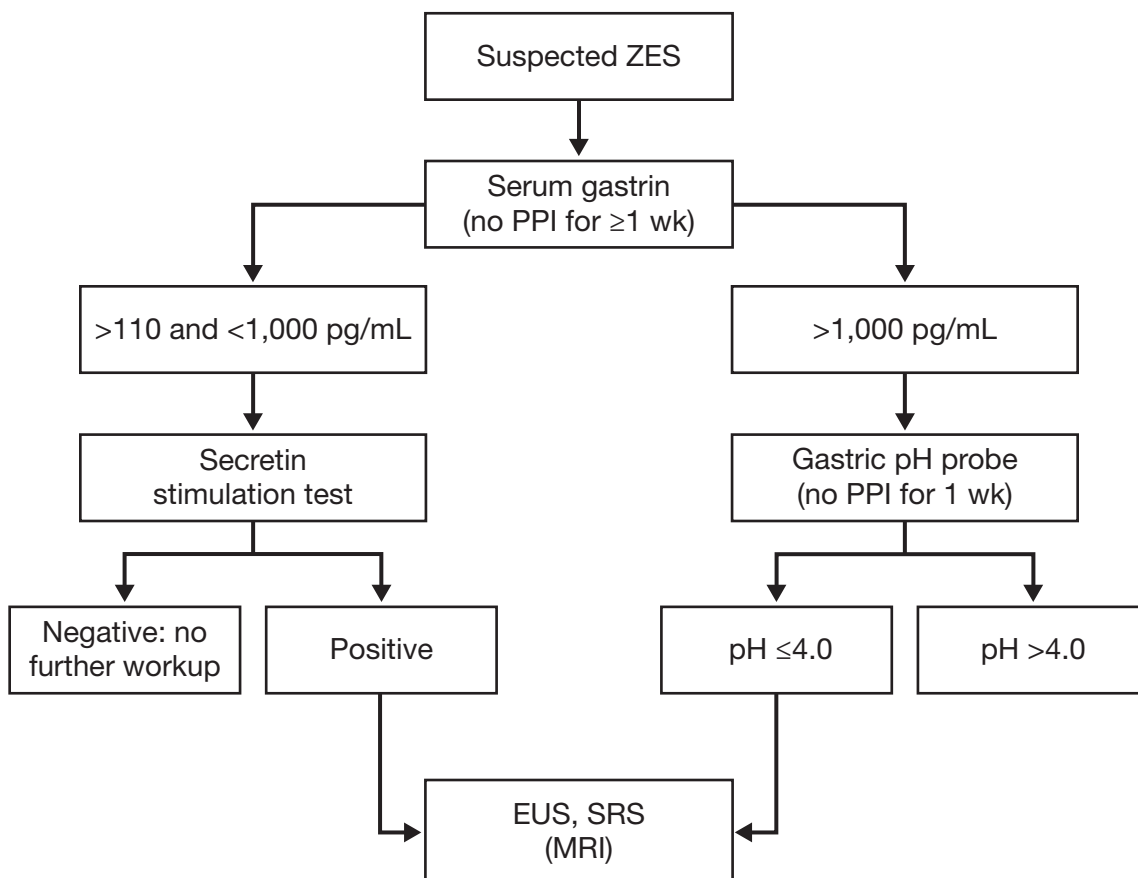 Suspected ZES
Serum gastrin
(no PPI for ≥1 wk)
>110 and <1,000 pg/mL
>1,000 pg/mL
Secretin
stimulation test
Gastric pH probe
(no PPI for 1 wk)
Negative: no
further workup
Positive
pH ≤4.0
pH >4.0
EUS, SRS
(MRI)